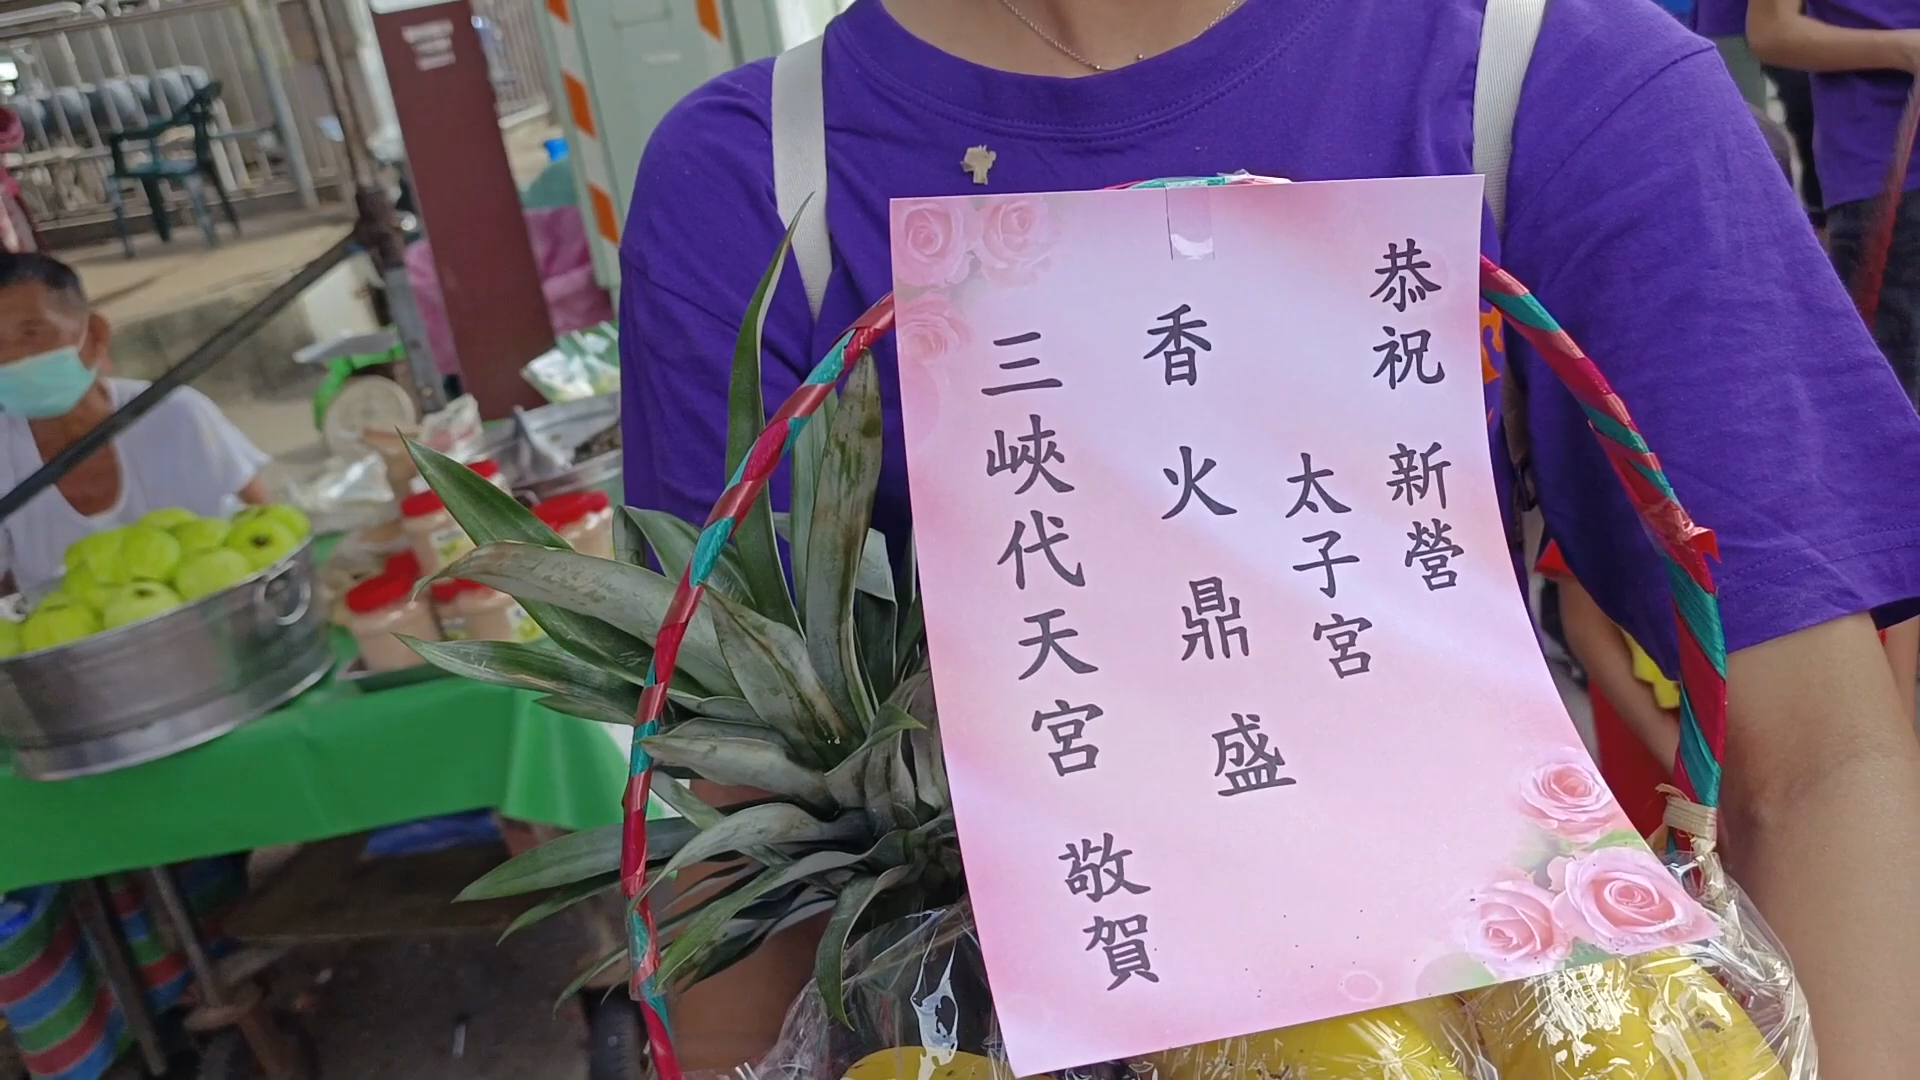 恭祝 新營
太子宮
香火鼎盛
三峽代天宮 敬賀